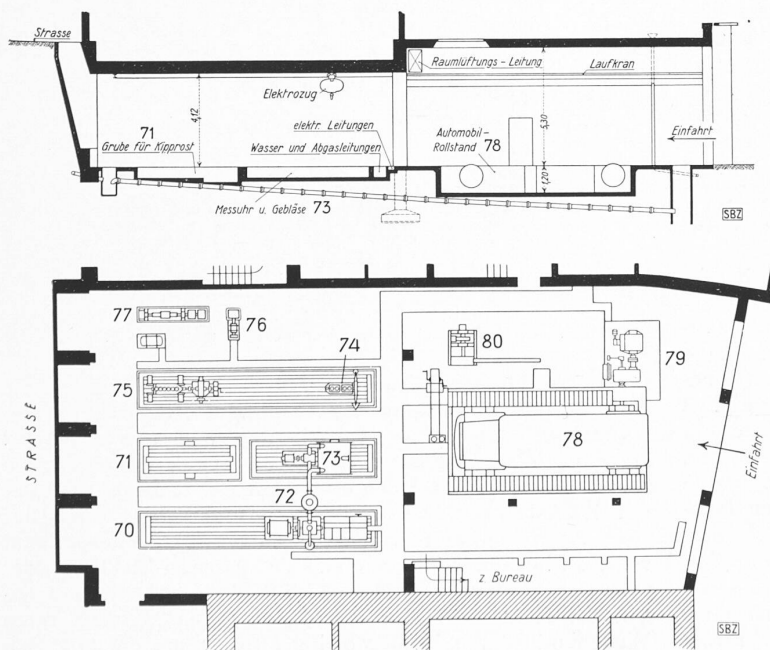 Strasse
Raumlüftungs-Leitung
Laufkran
Elektrozug
4,12
5,30
elektr. Leitungen
71
Grube für Kipprost
Wasser und Abgasleitungen
Automobil-
Rollstand
78
Einfahrt
1,20
Messuhr u. Gebläse 73
SBZ
77
76
74
80
79
75
STRASSE
71
73
78
Einfahrt
72
70
z. Bureau
SBZ